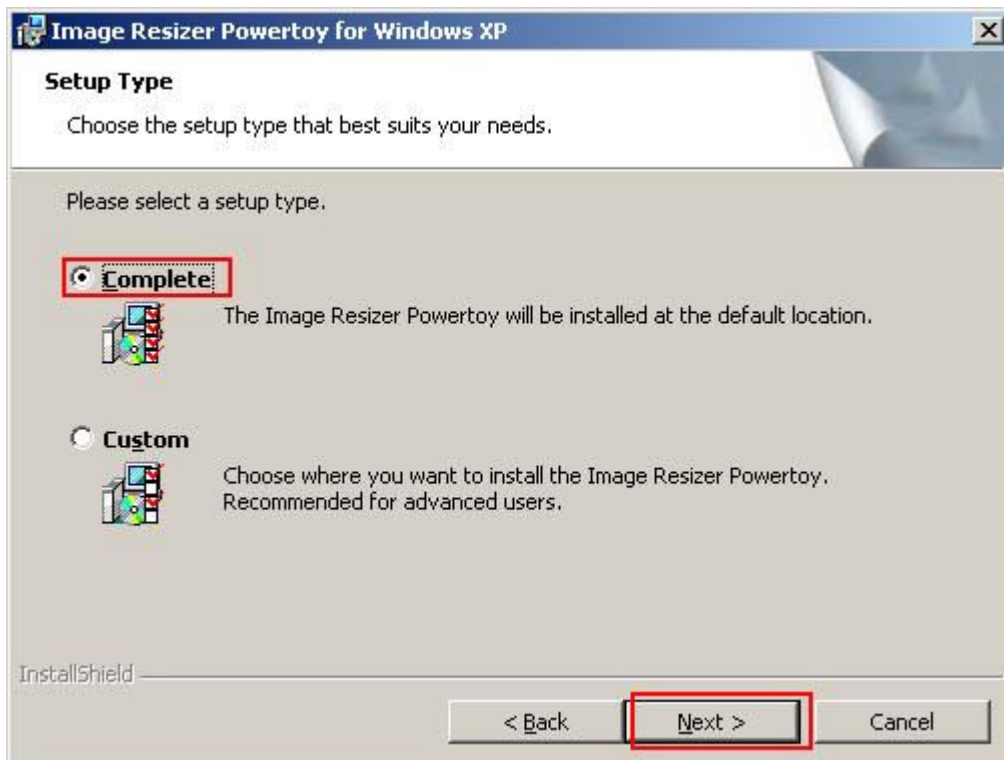 Image Resizer Powertoy for Windows XP
Setup Type
Choose the setup type that best suits your needs.
Please select a setup type.
Complete
The Image Resizer Powertoy will be installed at the default location.
Custom
Choose where you want to install the Image Resizer Powertoy.
Recommended for advanced users.
InstallShield
< Back
Next >
Cancel